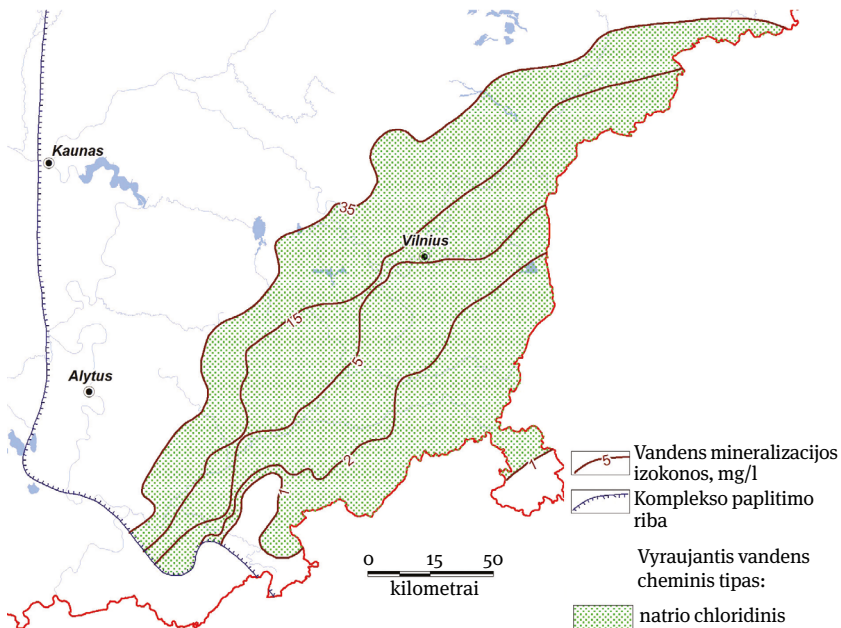 Kaunas
35
Vilnius
15
Alytus
5
2
1
1
5
Vandens mineralizacijos
izokonos, mg/l
Komplekso paplitimo
riba
0 15 50
kilometrai
Vyraujantis vandens
cheminis tipas:
natrio chloridinis